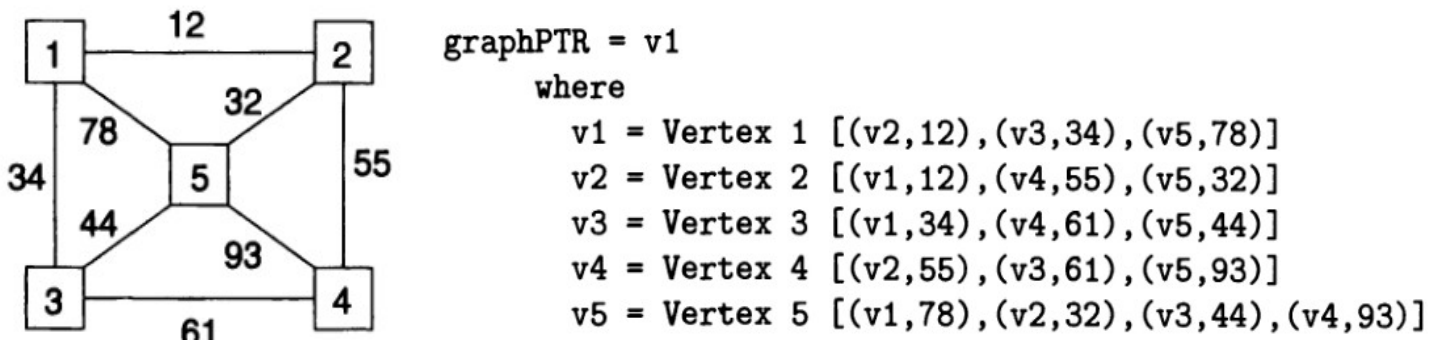 12
1 2
32
78
34 5 55
44
93
3 4
61
graphPTR = v1
where
v1 = Vertex 1 [(v2,12),(v3,34),(v5,78)]
v2 = Vertex 2 [(v1,12),(v4,55),(v5,32)]
v3 = Vertex 3 [(v1,34),(v4,61),(v5,44)]
v4 = Vertex 4 [(v2,55),(v3,61),(v5,93)]
v5 = Vertex 5 [(v1,78),(v2,32),(v3,44),(v4,93)]